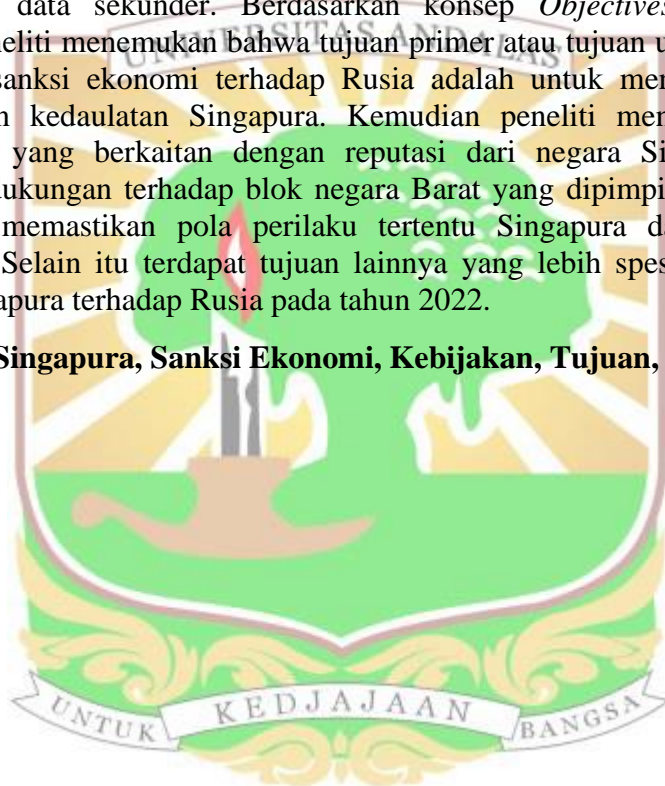 data sekunder. Berdasarkan konsep Objectives
neliti menemukan bahwa tujuan primer atau tujuan u
sanksi ekonomi terhadap Rusia adalah untuk mer
n kedaulatan Singapura. Kemudian peneliti men
yang berkaitan dengan reputasi dari negara Si
ukungan terhadap blok negara Barat yang dipimpi
memastikan pola perilaku tertentu Singapura da
Selain itu terdapat tujuan lainnya yang lebih spes
apura terhadap Rusia pada tahun 2022.
Singapura, Sanksi Ekonomi, Kebijakan, Tujuan,
UNIVERSITAS ANDALAS
UNTUK KEDJAJAAN BANGSA